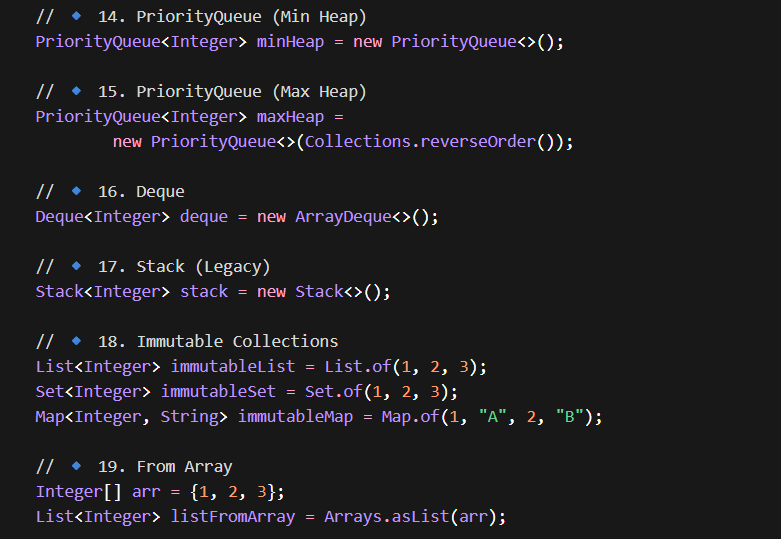 // 🔹 14. PriorityQueue (Min Heap)
PriorityQueue<Integer> minHeap = new PriorityQueue<>();
// 🔹 15. PriorityQueue (Max Heap)
PriorityQueue<Integer> maxHeap =
new PriorityQueue<>(Collections.reverseOrder());
// 🔹 16. Deque
Deque<Integer> deque = new ArrayDeque<>();
// 🔹 17. Stack (Legacy)
Stack<Integer> stack = new Stack<>();
// 🔹 18. Immutable Collections
List<Integer> immutableList = List.of(1, 2, 3);
Set<Integer> immutableSet = Set.of(1, 2, 3);
Map<Integer, String> immutableMap = Map.of(1, "A", 2, "B");
// 🔹 19. From Array
Integer[] arr = {1, 2, 3};
List<Integer> listFromArray = Arrays.asList(arr);